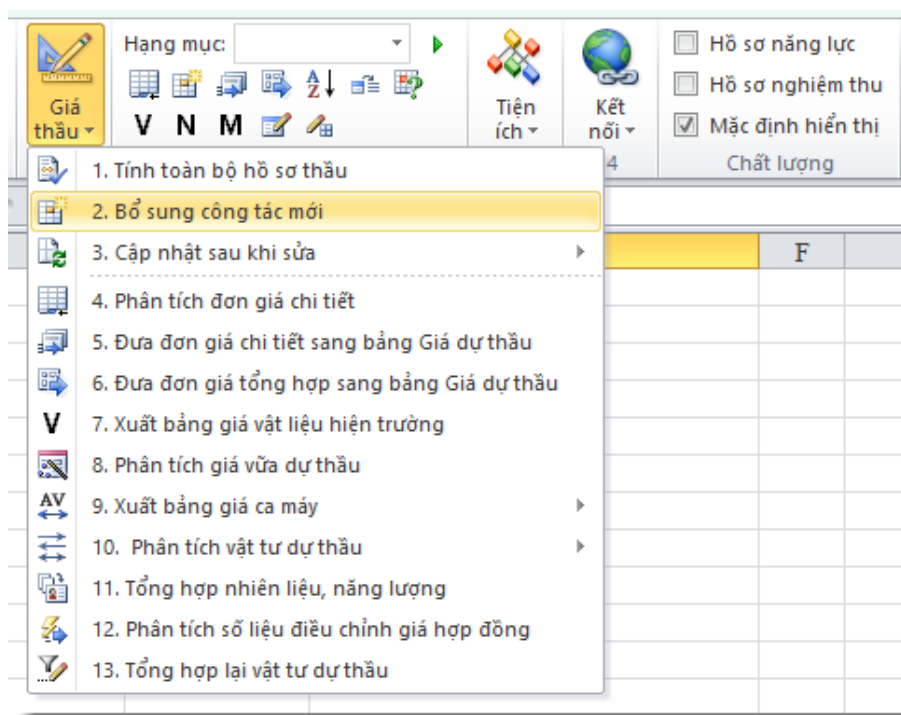 Hạng mục:
Giá thầu
V N M
Tiện ích
Kết nối
4
Hồ sơ năng lực
Hồ sơ nghiệm thu
Mặc định hiển thị
Chất lượng
F
1. Tính toàn bộ hồ sơ thầu
2. Bổ sung công tác mới
3. Cập nhật sau khi sửa
4. Phân tích đơn giá chi tiết
5. Đưa đơn giá chi tiết sang bảng Giá dự thầu
6. Đưa đơn giá tổng hợp sang bảng Giá dự thầu
V 7. Xuất bảng giá vật liệu hiện trường
8. Phân tích giá vữa dự thầu
AV 9. Xuất bảng giá ca máy
10. Phân tích vật tư dự thầu
11. Tổng hợp nhiên liệu, năng lượng
12. Phân tích số liệu điều chỉnh giá hợp đồng
13. Tổng hợp lại vật tư dự thầu